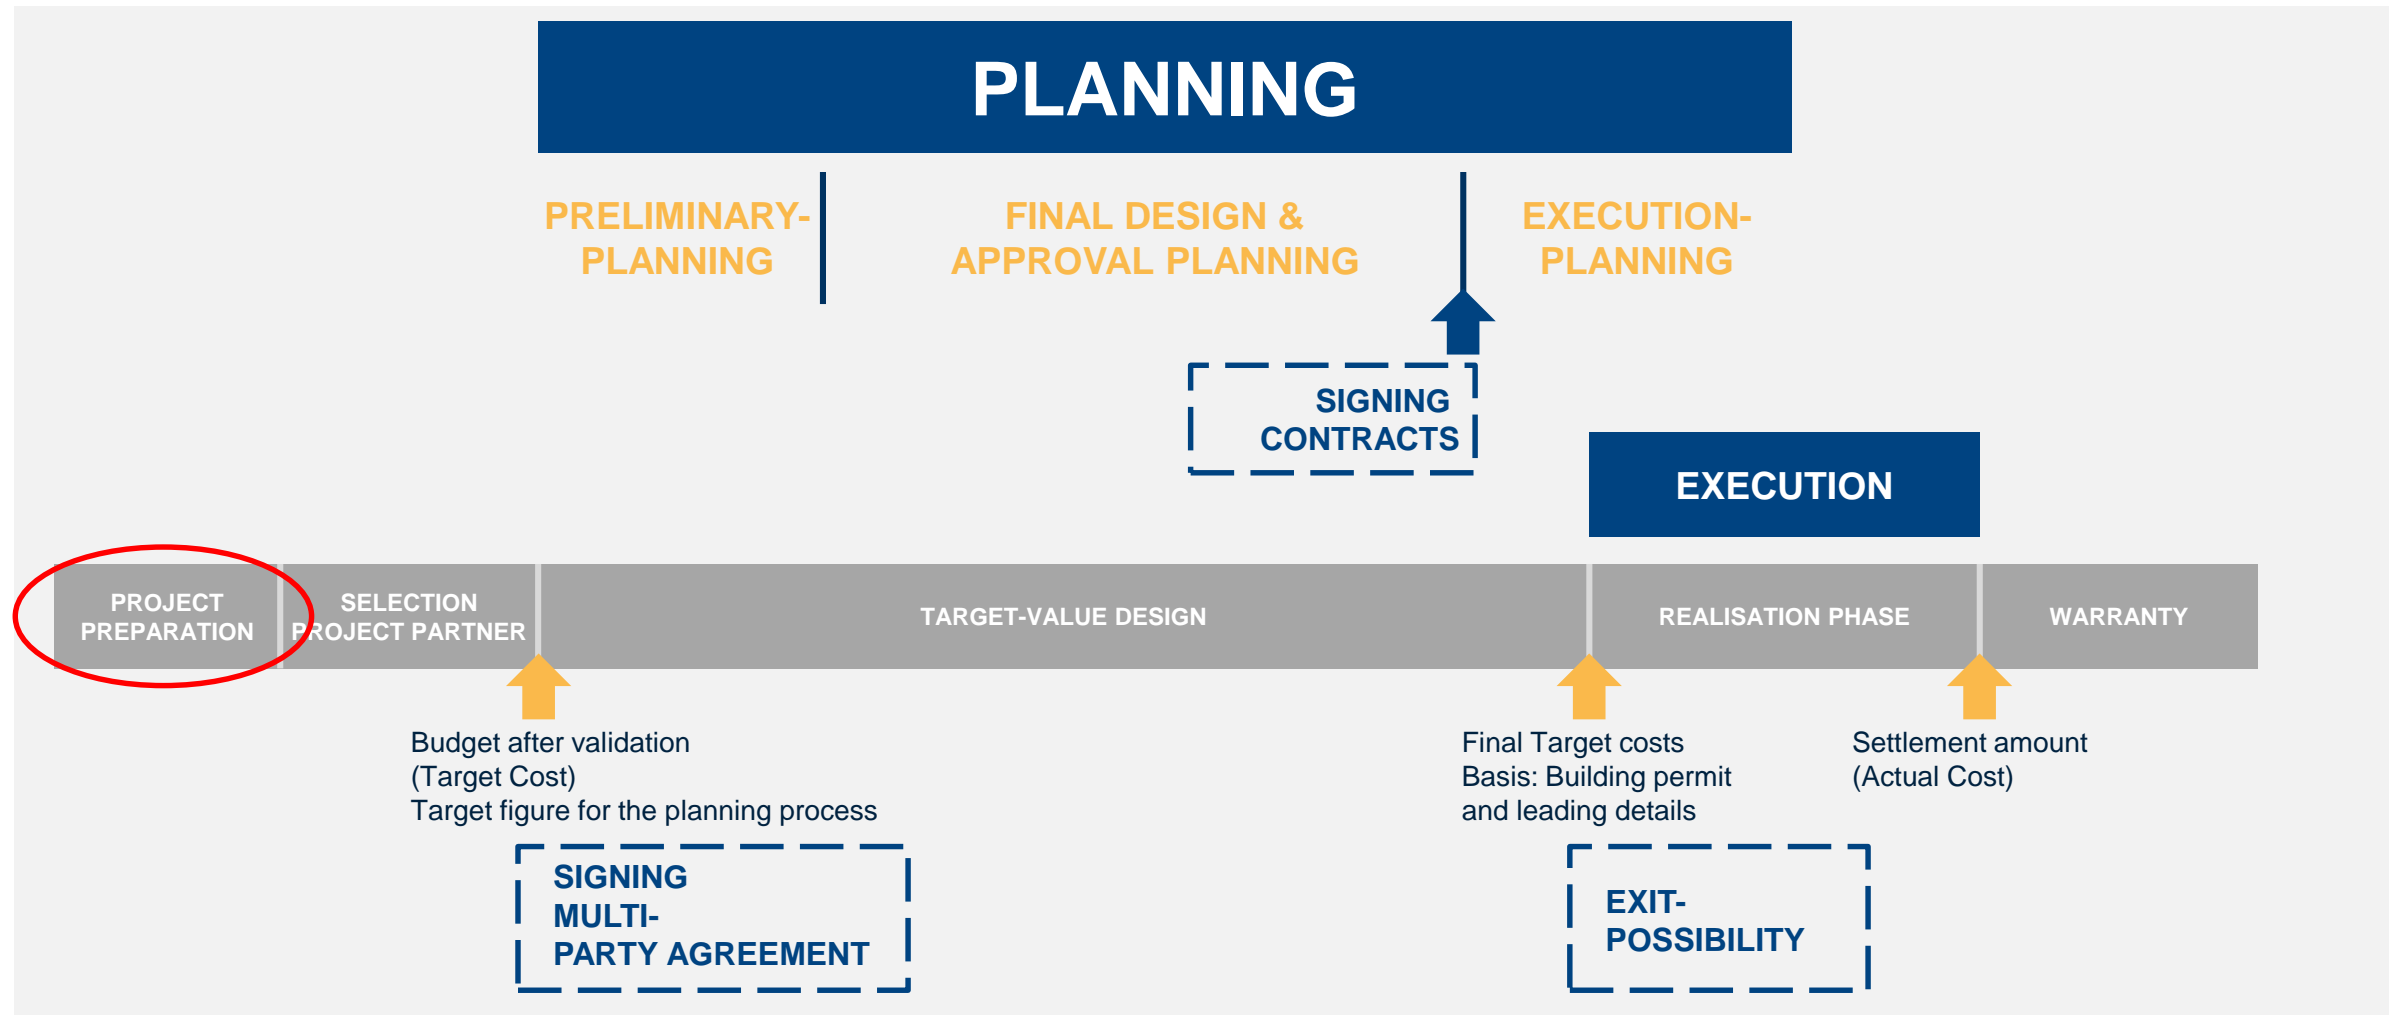 PLANNING
PRELIMINARY-
PLANNING
FINAL DESIGN &
APPROVAL PLANNING
EXECUTION-
PLANNING
SIGNING
CONTRACTS
EXECUTION
PROJECT
PREPARATION
SELECTION
PROJECT PARTNER
TARGET-VALUE DESIGN
REALISATION PHASE
WARRANTY
Budget after validation
(Target Cost)
Target figure for the planning process
Final Target costs
Basis: Building permit
and leading details
Settlement amount
(Actual Cost)
SIGNING
MULTI-
PARTY AGREEMENT
EXIT-
POSSIBILITY